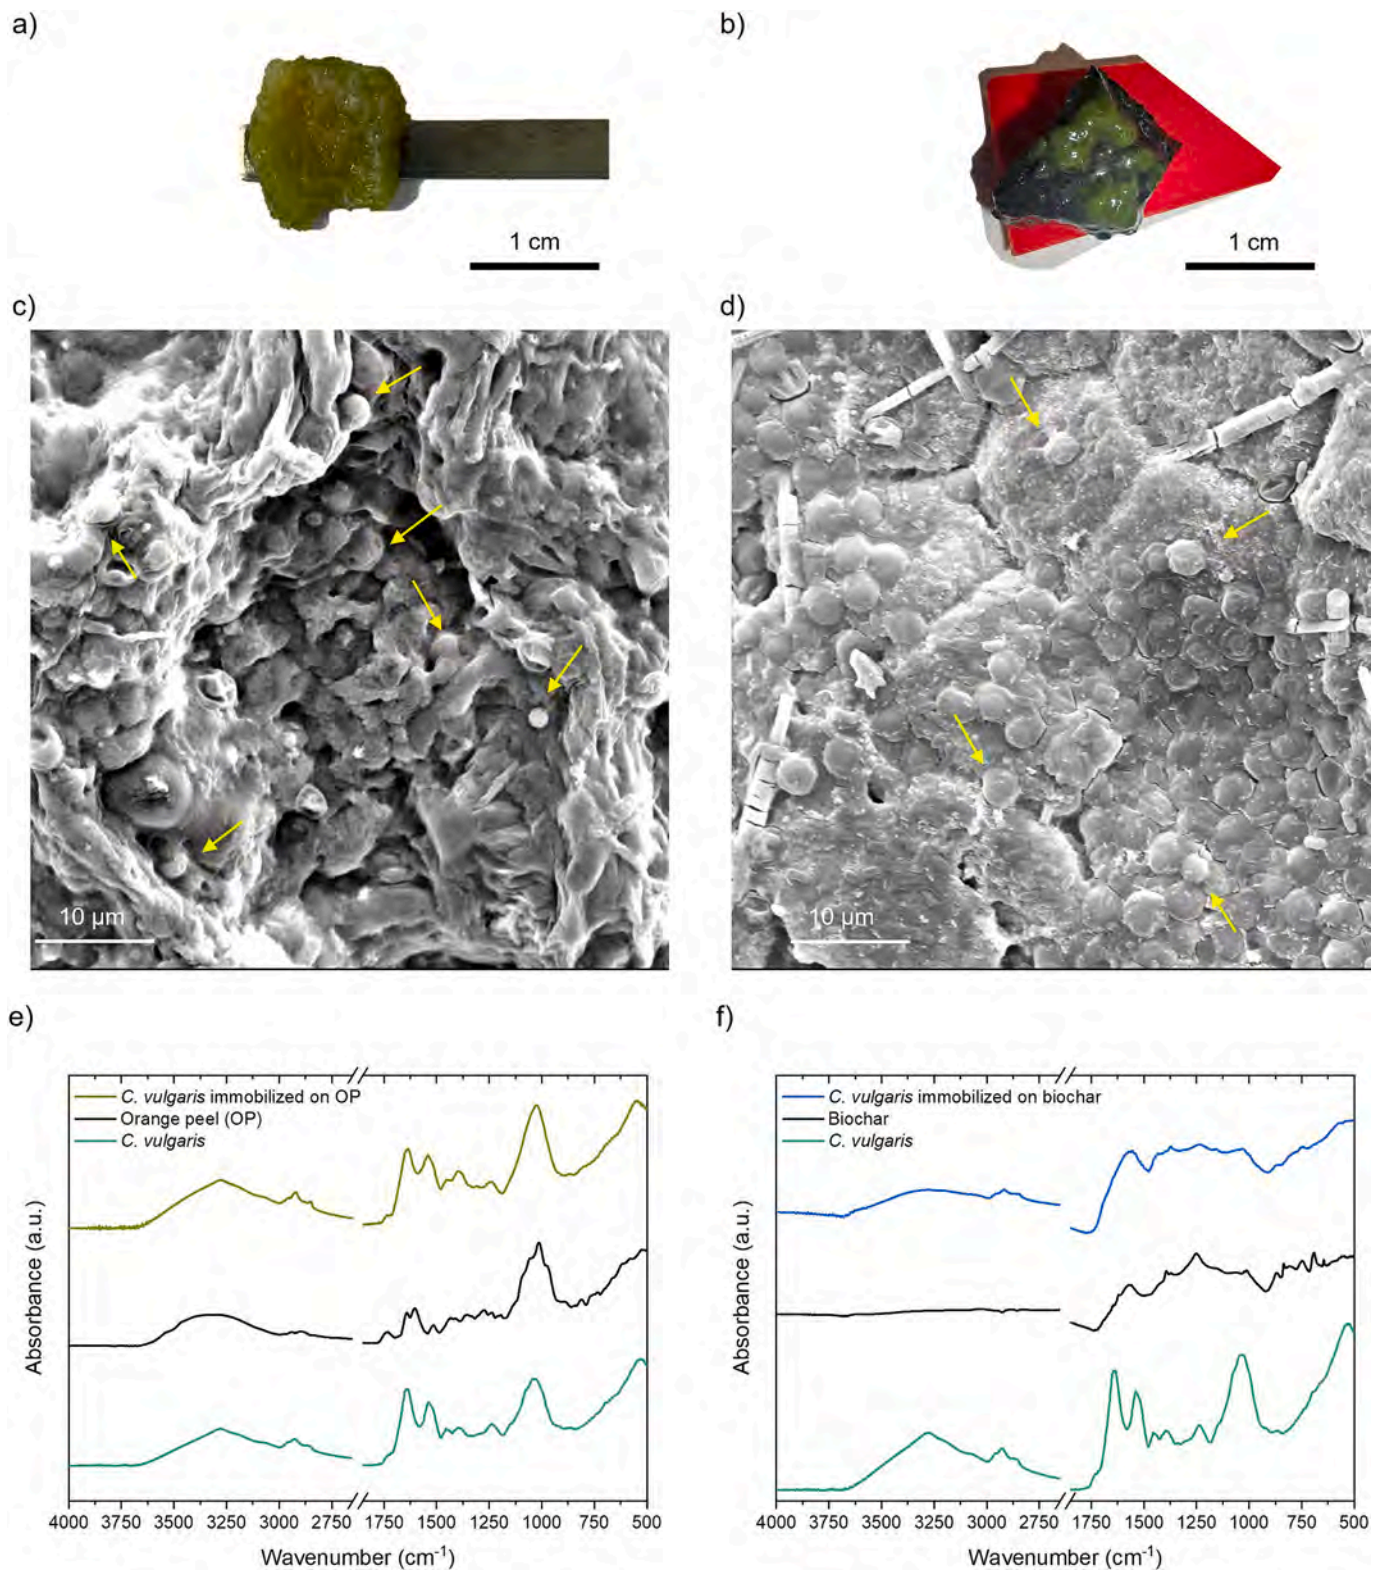 a)
b)
1 cm
1 cm
c)
d)
10 µm
10 µm
e)
f)
C. vulgaris immobilized on OP
Orange peel (OP)
C. vulgaris
C. vulgaris immobilized on biochar
Biochar
C. vulgaris
Absorbance (a.u.)
Absorbance (a.u.)
4000 3750 3500 3250 3000 2750 1750 1500 1250 1000 750 500
4000 3750 3500 3250 3000 2750 1750 1500 1250 1000 750 500
Wavenumber (cm⁻¹)
Wavenumber (cm⁻¹)